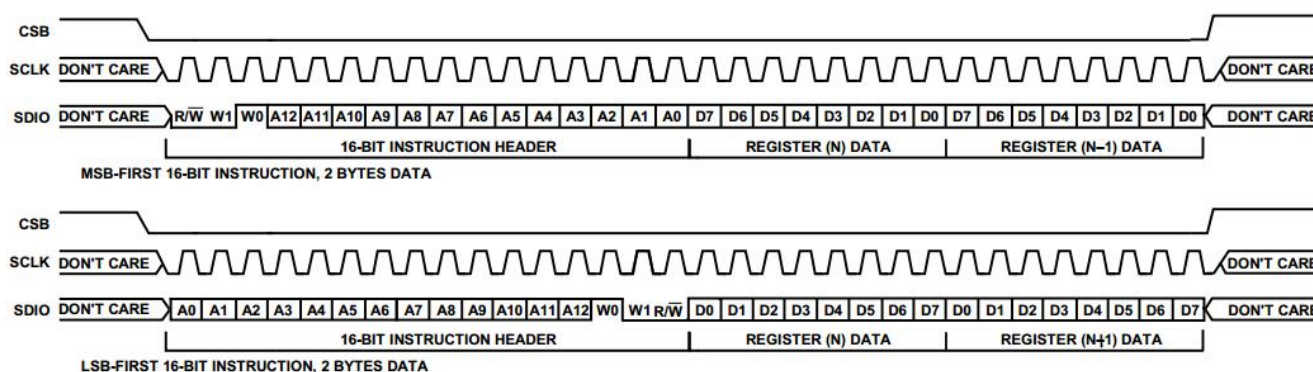 CSB
SCLK DON'T CARE DON'T CARE
SDIO DON'T CARE R/W̅ W1 W0 A12 A11 A10 A9 A8 A7 A6 A5 A4 A3 A2 A1 A0 D7 D6 D5 D4 D3 D2 D1 D0 D7 D6 D5 D4 D3 D2 D1 D0 DON'T CARE
16-BIT INSTRUCTION HEADER REGISTER (N) DATA REGISTER (N–1) DATA
MSB-FIRST 16-BIT INSTRUCTION, 2 BYTES DATA
CSB
SCLK DON'T CARE DON'T CARE
SDIO DON'T CARE A0 A1 A2 A3 A4 A5 A6 A7 A8 A9 A10 A11 A12 W0 W1 R/W̅ D0 D1 D2 D3 D4 D5 D6 D7 D0 D1 D2 D3 D4 D5 D6 D7 DON'T CARE
16-BIT INSTRUCTION HEADER REGISTER (N) DATA REGISTER (N+1) DATA
LSB-FIRST 16-BIT INSTRUCTION, 2 BYTES DATA